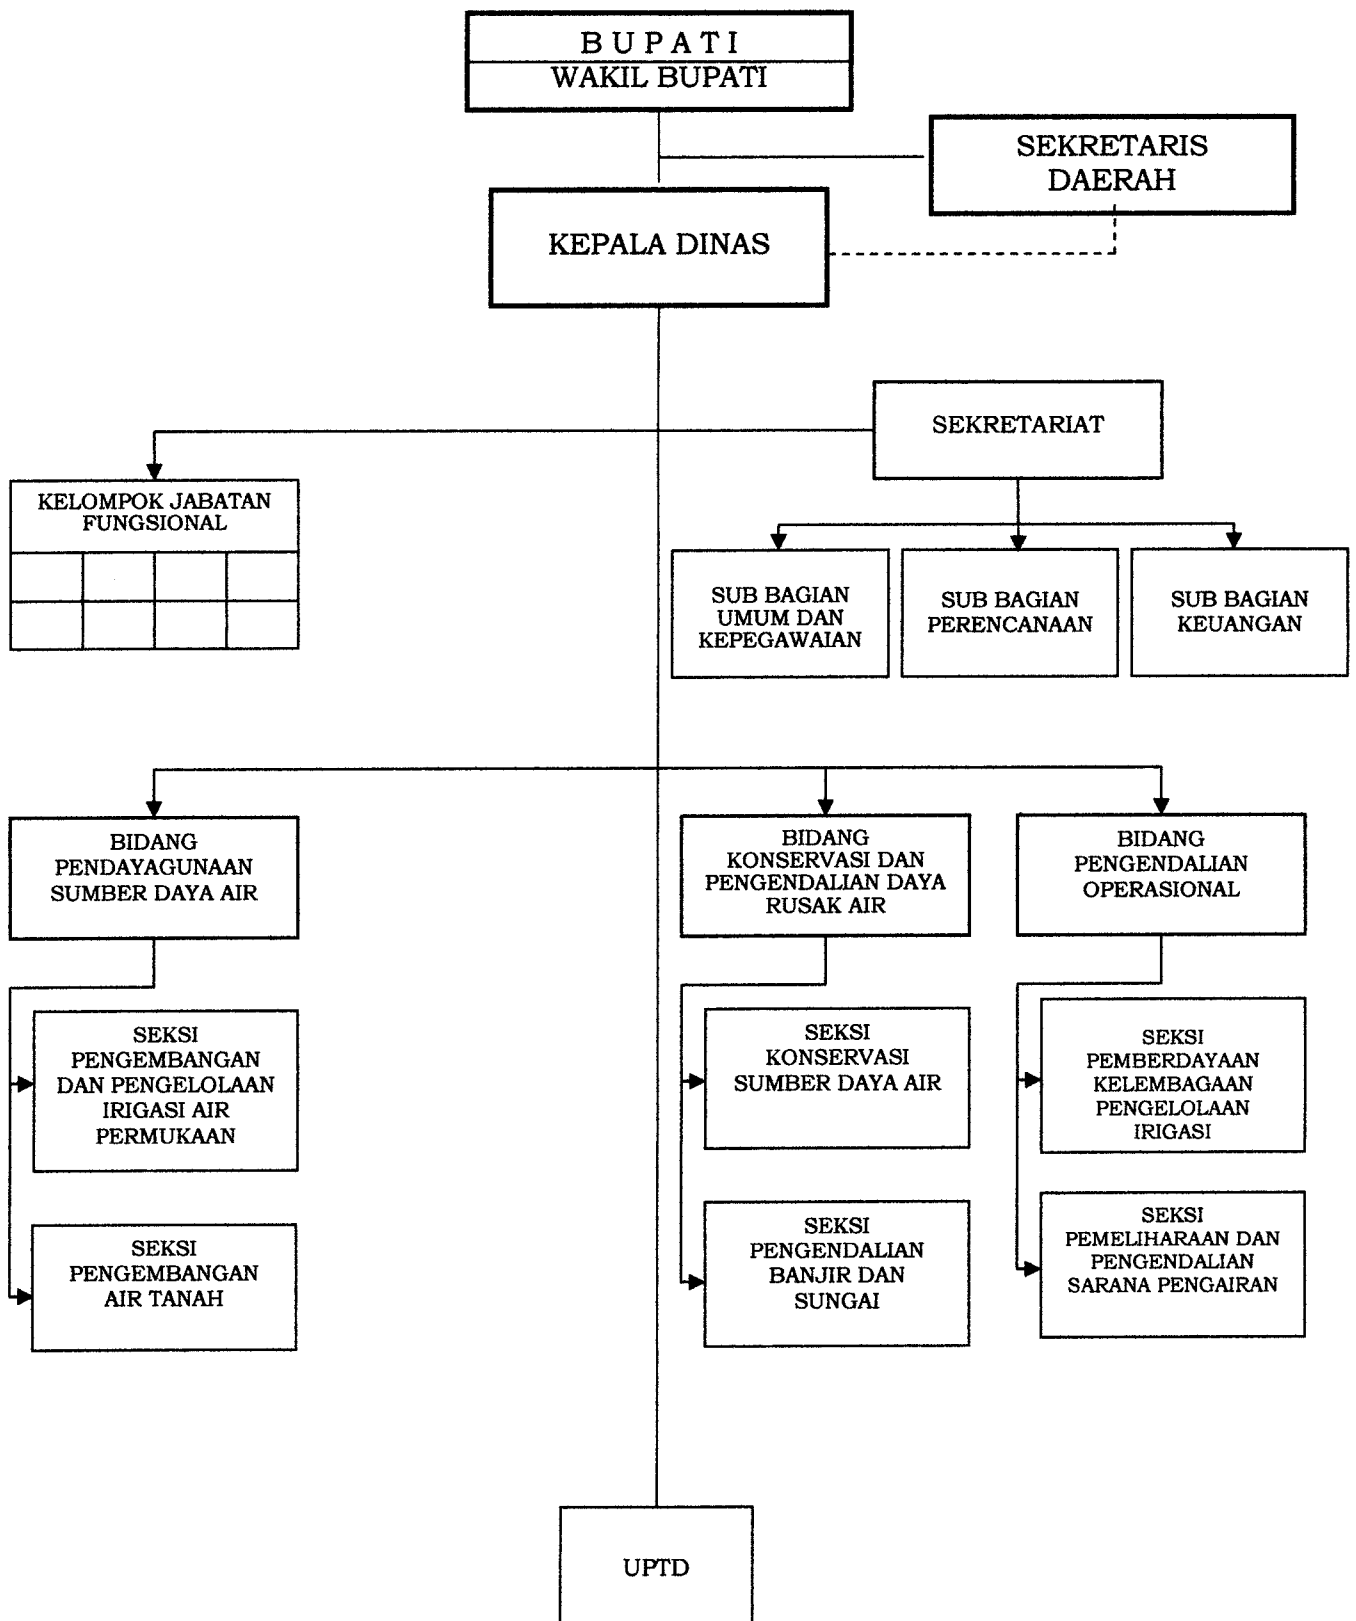 B U P A T I
WAKIL BUPATI
SEKRETARIS
DAERAH
KEPALA DINAS
SEKRETARIAT
KELOMPOK JABATAN
FUNGSIONAL
SUB BAGIAN
UMUM DAN
KEPEGAWAIAN
SUB BAGIAN
PERENCANAAN
SUB BAGIAN
KEUANGAN
BIDANG
PENDAYAGUNAAN
SUMBER DAYA AIR
BIDANG
KONSERVASI DAN
PENGENDALIAN DAYA
RUSAK AIR
BIDANG
PENGENDALIAN
OPERASIONAL
SEKSI
PENGEMBANGAN
DAN PENGELOLAAN
IRIGASI AIR
PERMUKAAN
SEKSI
KONSERVASI
SUMBER DAYA AIR
SEKSI
PEMBERDAYAAN
KELEMBAGAAN
PENGELOLAAN
IRIGASI
SEKSI
PENGEMBANGAN
AIR TANAH
SEKSI
PENGENDALIAN
BANJIR DAN
SUNGAI
SEKSI
PEMELIHARAAN DAN
PENGENDALIAN
SARANA PENGAIRAN
UPTD